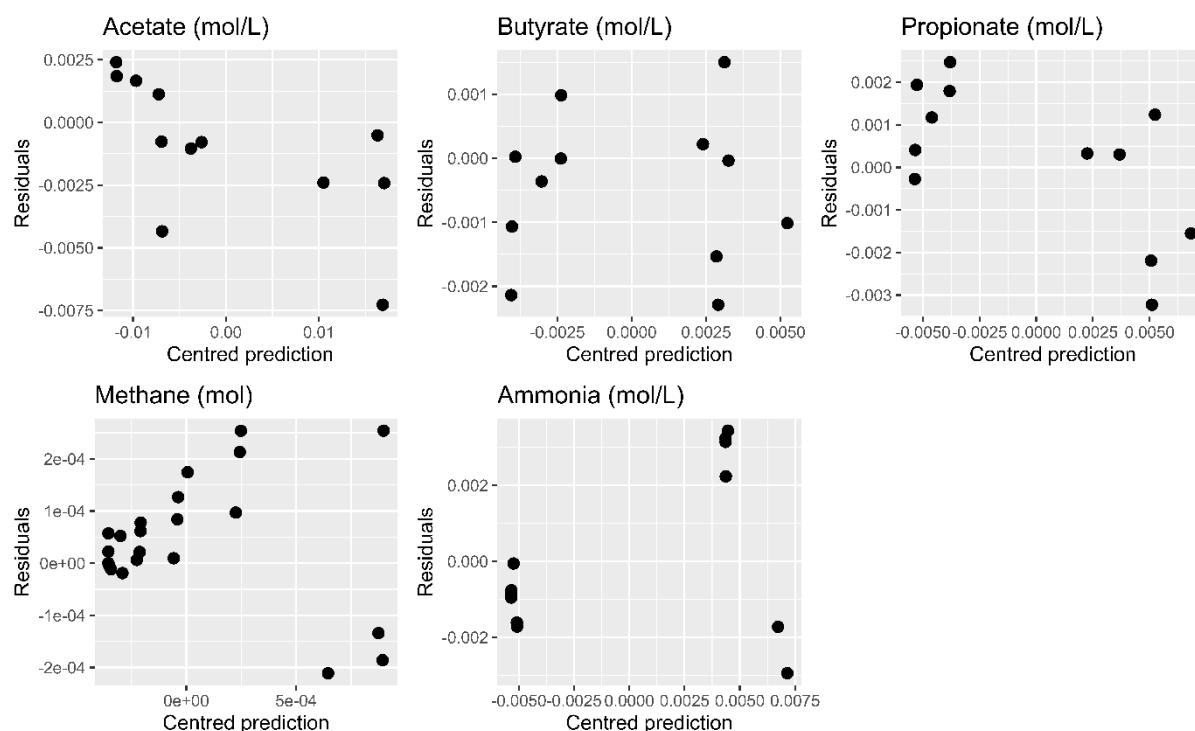 Acetate (mol/L)
0.0025
0.0000
-0.0025
-0.0050
-0.0075
Residuals
-0.01 0.00 0.01
Centred prediction
Butyrate (mol/L)
0.001
0.000
-0.001
-0.002
Residuals
-0.0025 0.0000 0.0025 0.0050
Centred prediction
Propionate (mol/L)
0.002
0.001
0.000
-0.001
-0.002
-0.003
Residuals
-0.0050 -0.0025 0.0000 0.0025 0.0050
Centred prediction
Methane (mol)
2e-04
1e-04
0e+00
-1e-04
-2e-04
Residuals
0e+00 5e-04
Centred prediction
Ammonia (mol/L)
0.002
0.000
-0.002
Residuals
-0.0050 -0.0025 0.0000 0.0025 0.0050 0.0075
Centred prediction